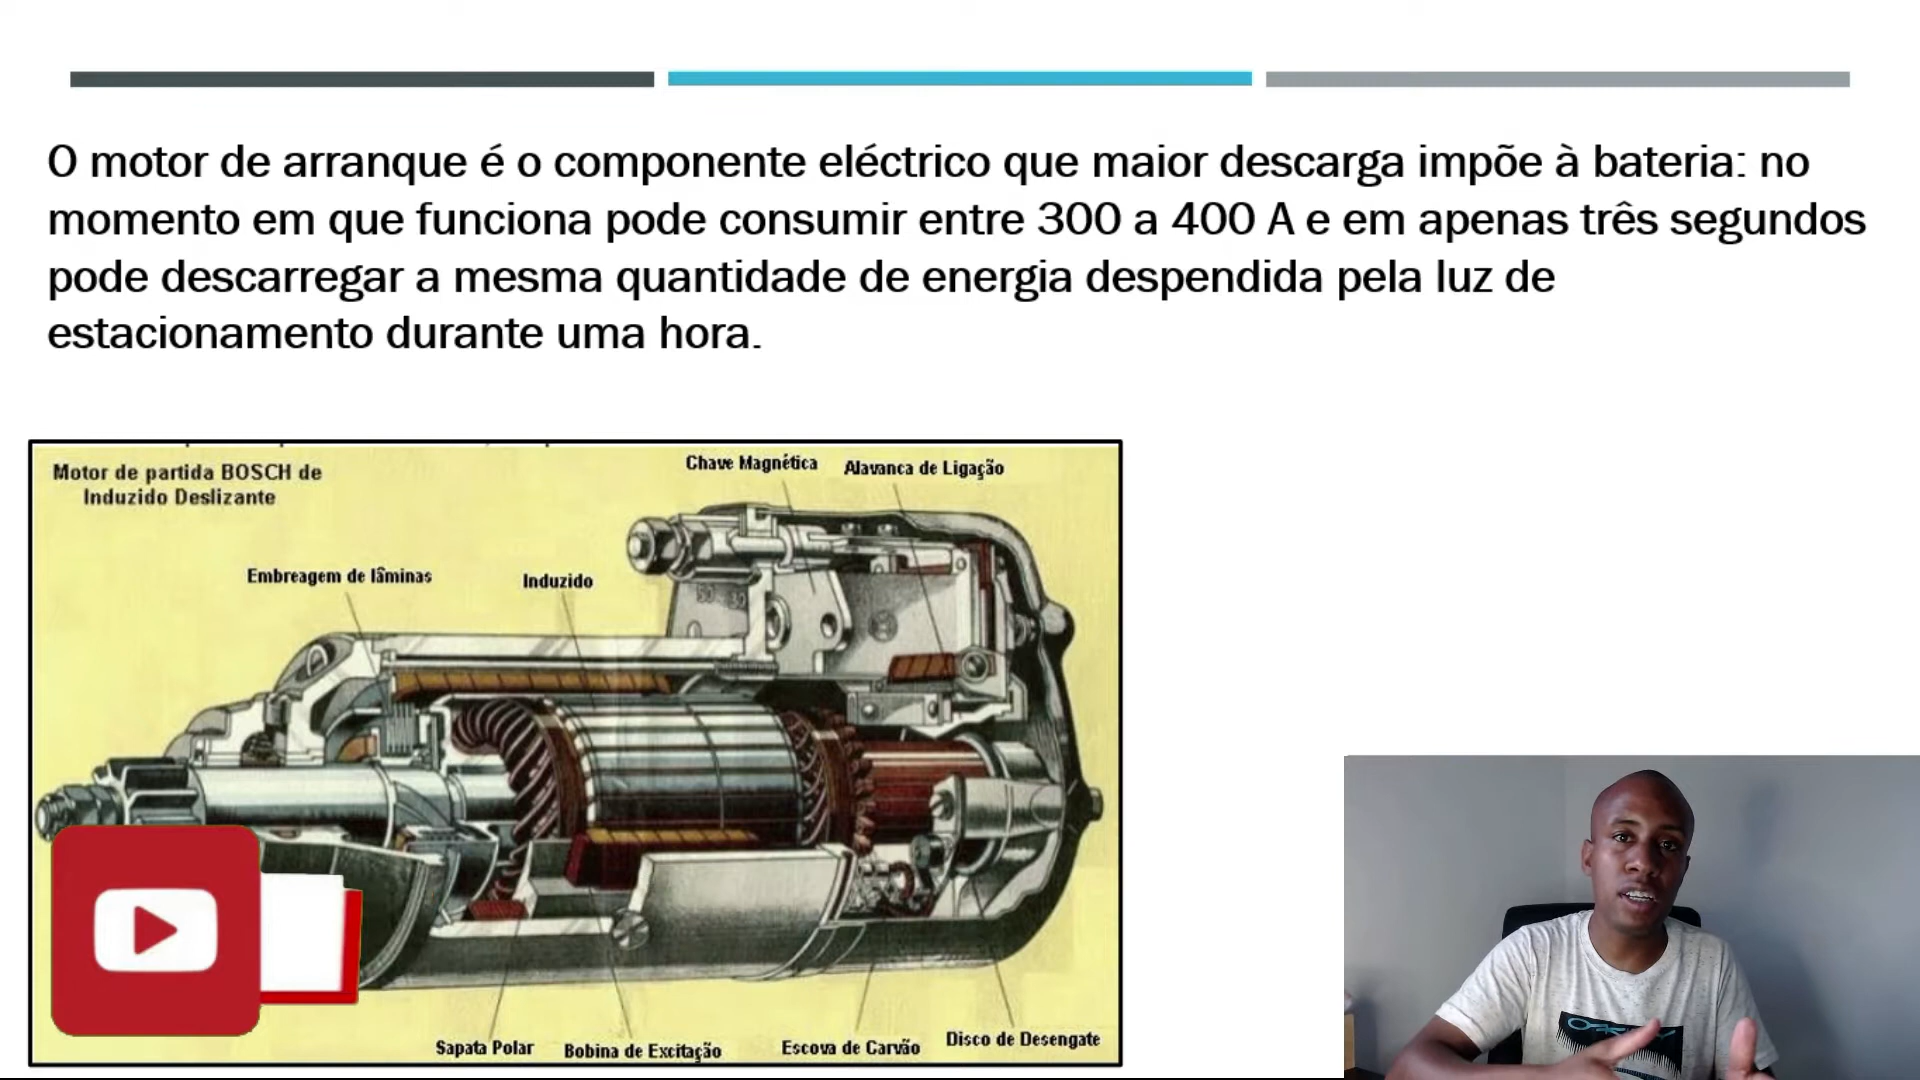 O motor de arranque é o componente eléctrico que maior descarga impõe à bateria: no
momento em que funciona pode consumir entre 300 a 400 A e em apenas três segundos
pode descarregar a mesma quantidade de energia despendida pela luz de
estacionamento durante uma hora.
Motor de partida BOSCH de
Induzido Deslizante
Chave Magnética
Alavanca de Ligação
Embreagem de lâminas
Induzido
Sapata Polar
Bobina de Excitação
Escova de Carvão
Disco de Desengate